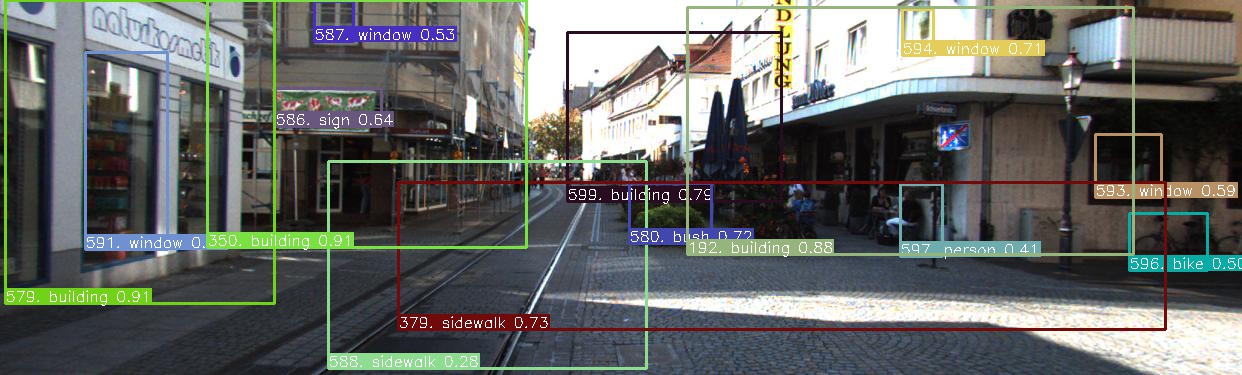 naturkosmetik
587. window 0.53
586. sign 0.64
591. window 0.
350. building 0.91
579. building 0.91
588. sidewalk 0.28
379. sidewalk 0.73
599. building 0.79
580. bush 0.72
192. building 0.88
597. person 0.41
594. window 0.71
593. window 0.59
596. bike 0.50
NDLUNG